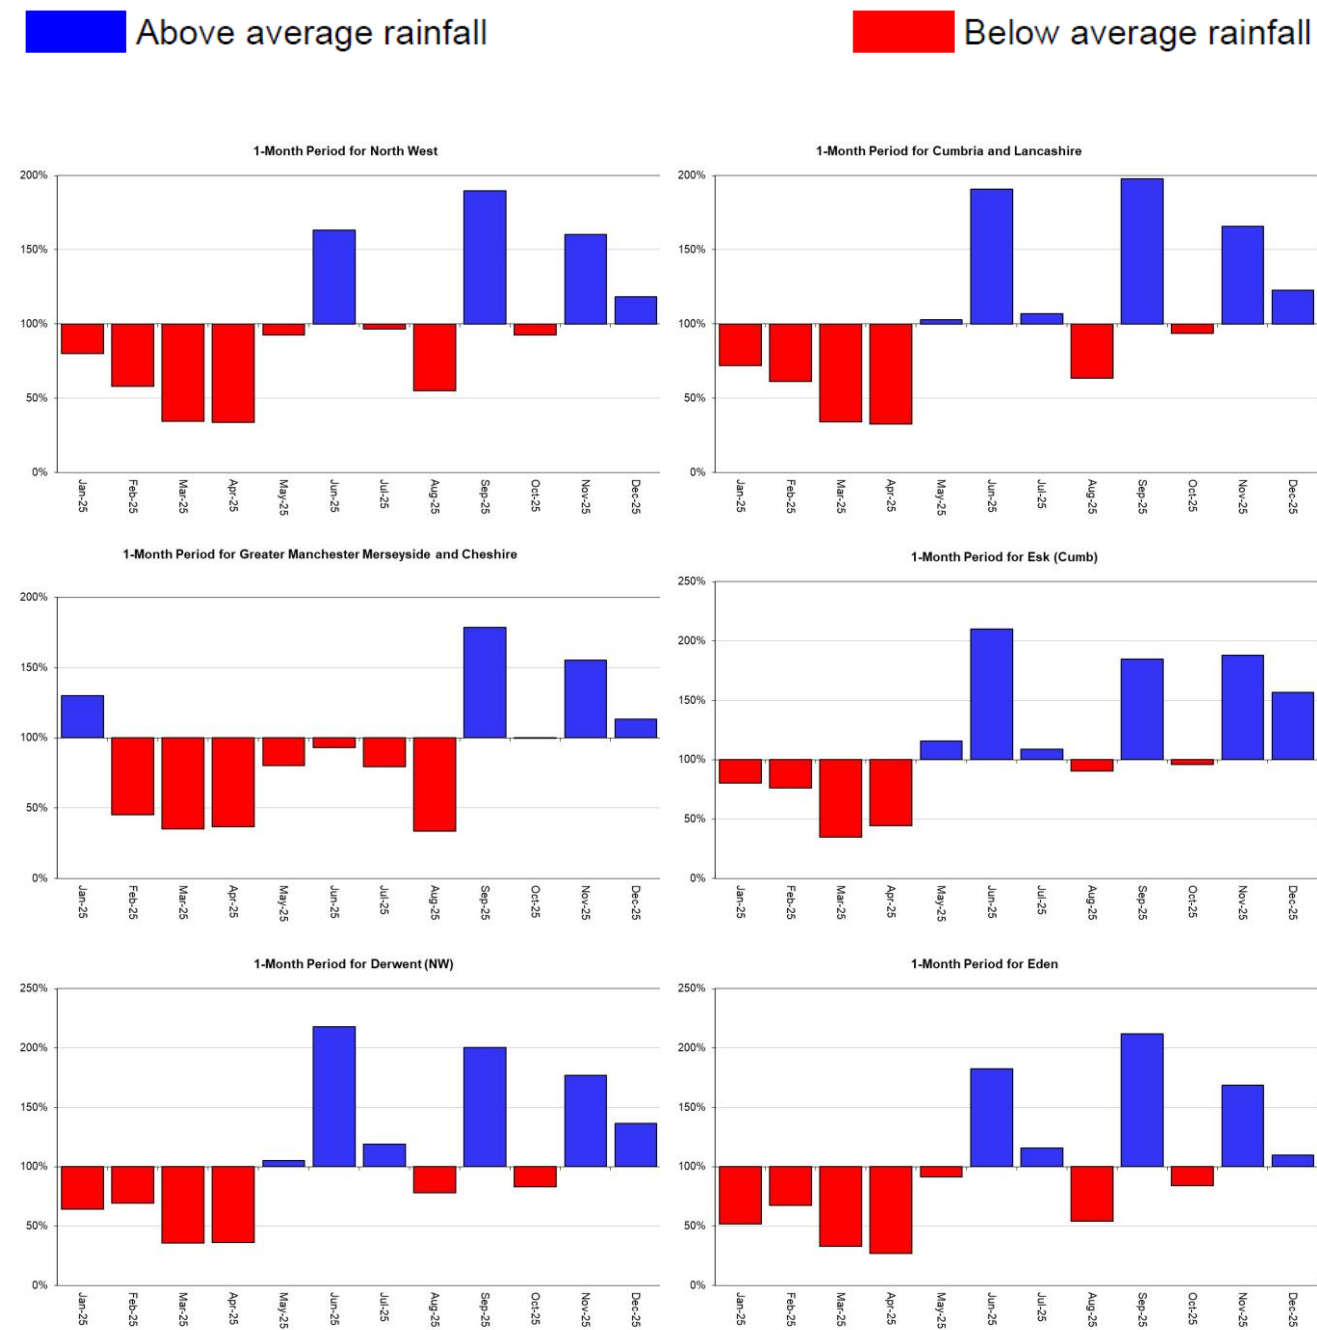 Above average rainfall
Below average rainfall
1-Month Period for North West
200%
150%
100%
50%
0%
Jan-25
Feb-25
Mar-25
Apr-25
May-25
Jun-25
Jul-25
Aug-25
Sep-25
Oct-25
Nov-25
Dec-25
1-Month Period for Cumbria and Lancashire
200%
150%
100%
50%
0%
Jan-25
Feb-25
Mar-25
Apr-25
May-25
Jun-25
Jul-25
Aug-25
Sep-25
Oct-25
Nov-25
Dec-25
1-Month Period for Greater Manchester Merseyside and Cheshire
200%
150%
100%
50%
0%
Jan-25
Feb-25
Mar-25
Apr-25
May-25
Jun-25
Jul-25
Aug-25
Sep-25
Oct-25
Nov-25
Dec-25
1-Month Period for Esk (Cumb)
250%
200%
150%
100%
50%
0%
Jan-25
Feb-25
Mar-25
Apr-25
May-25
Jun-25
Jul-25
Aug-25
Sep-25
Oct-25
Nov-25
Dec-25
1-Month Period for Derwent (NW)
250%
200%
150%
100%
50%
0%
Jan-25
Feb-25
Mar-25
Apr-25
May-25
Jun-25
Jul-25
Aug-25
Sep-25
Oct-25
Nov-25
Dec-25
1-Month Period for Eden
250%
200%
150%
100%
50%
0%
Jan-25
Feb-25
Mar-25
Apr-25
May-25
Jun-25
Jul-25
Aug-25
Sep-25
Oct-25
Nov-25
Dec-25